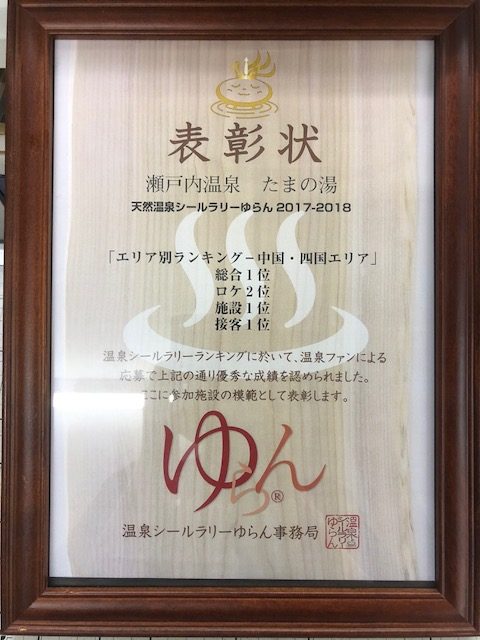 表彰状
瀬戸内温泉　たまの湯
天然温泉シールラリーゆらん 2017-2018
「エリア別ランキング－中国・四国エリア」
総合１位
ロケ２位
施設１位
接客１位
温泉シールラリーランキングに於いて、温泉ファンによる
応募で上記の通り優秀な成績を認められました。
ここに参加施設の模範として表彰します。
ゆらん®
温泉シールラリーゆらん事務局